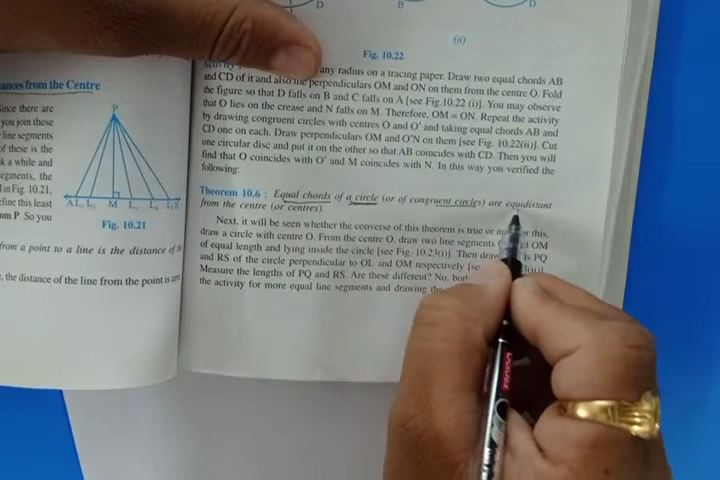 D
B
D
(ii)
Fig. 10.22
any radius on a tracing paper. Draw two equal chords AB
and CD of it and also the perpendiculars OM and ON on them from the centre O. Fold
the figure so that D falls on B and C falls on A [see Fig.10.22 (i)]. You may observe
that O lies on the crease and N falls on M. Therefore, OM = ON. Repeat the activity
by drawing congruent circles with centres O and O′ and taking equal chords AB and
CD one on each. Draw perpendiculars OM and O′N on them [see Fig. 10.22(ii)]. Cut
one circular disc and put it on the other so that AB coincides with CD. Then you will
find that O coincides with O′ and M coincides with N. In this way you verified the
following:
Theorem 10.6 : Equal chords of a circle (or of congruent circles) are equidistant
from the centre (or centres).
Next, it will be seen whether the converse of this theorem is true or this,
draw a circle with centre O. From the centre O, draw two line segments OM
of equal length and lying inside the circle [see Fig. 10.23(i)]. Then PQ
and RS of the circle perpendicular to OL and OM respectively
Measure the lengths of PQ and RS. Are these different? No,
the activity for more equal line segments and drawing
ances from the Centre
ince there are
you join these
line segments
of these is the
k a while and
egments, the
in Fig. 10.21,
fine this least
om P. So you
P
A L₁ L₂ M L₃ L₄ L₅ B
Fig. 10.21
from a point to a line is the distance of
, the distance of the line from the point is zero